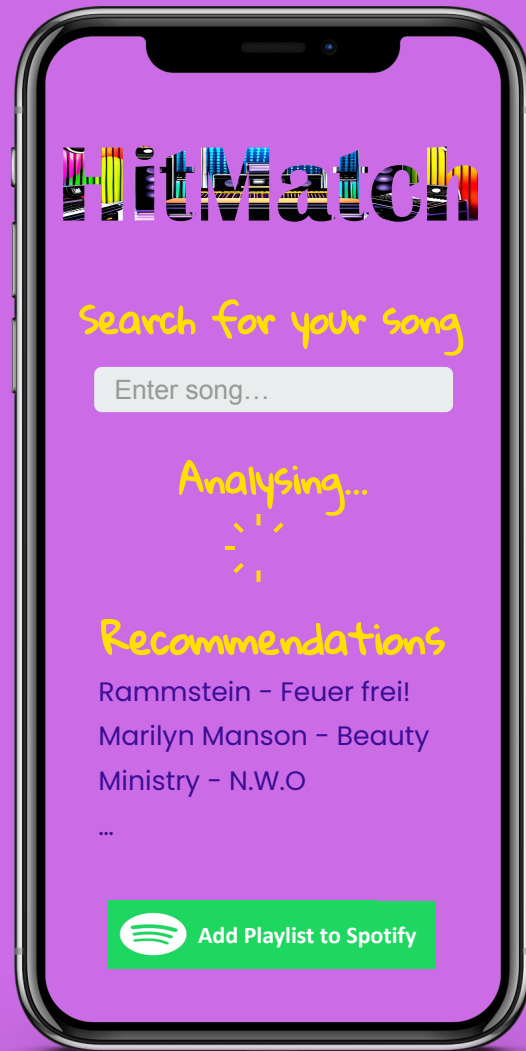 HitMatch
Search for your song
Enter song...
Analysing...
Recommendations
Rammstein - Feuer frei!
Marilyn Manson - Beauty
Ministry - N.W.O
...
Add Playlist to Spotify